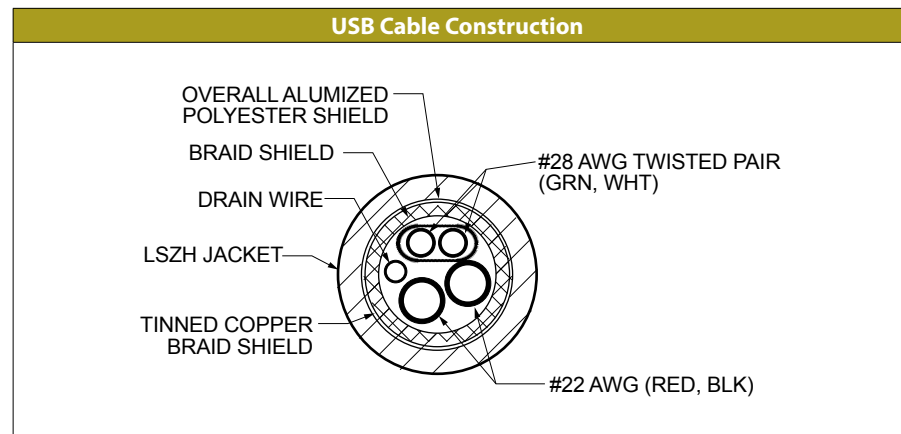 USB Cable Construction
OVERALL ALUMIZED
POLYESTER SHIELD
BRAID SHIELD
DRAIN WIRE
LSZH JACKET
TINNED COPPER
BRAID SHIELD
#28 AWG TWISTED PAIR
(GRN, WHT)
#22 AWG (RED, BLK)